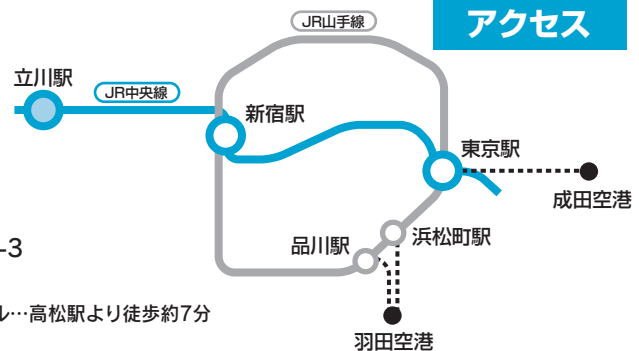 アクセス
JR山手線
立川駅
JR中央線
新宿駅
東京駅
成田空港
浜松町駅
品川駅
-3
ル…高松駅より徒歩約7分
羽田空港